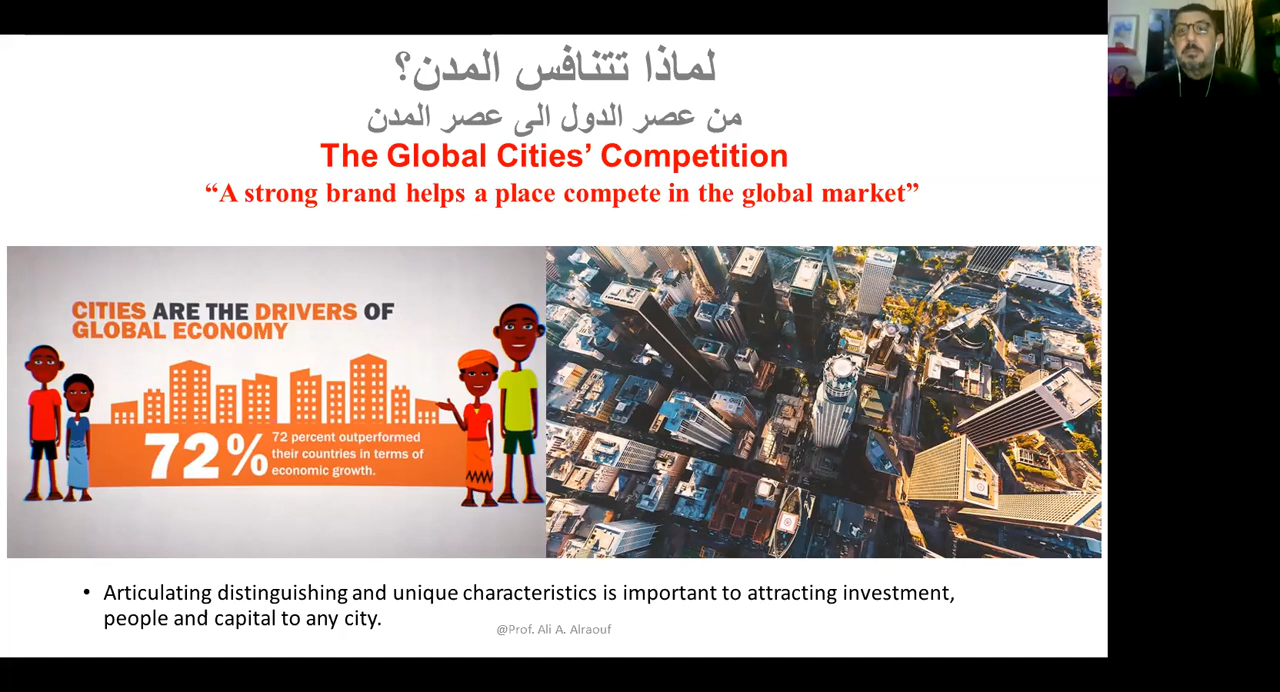 لماذا تتنافس المدن؟
من عصر الدول الى عصر المدن
The Global Cities’ Competition
“A strong brand helps a place compete in the global market”
CITIES ARE THE DRIVERS OF
GLOBAL ECONOMY
72%
72 percent outperformed
their countries in terms of
economic growth.
• Articulating distinguishing and unique characteristics is important to attracting investment,
people and capital to any city.
@Prof. Ali A. Alraouf